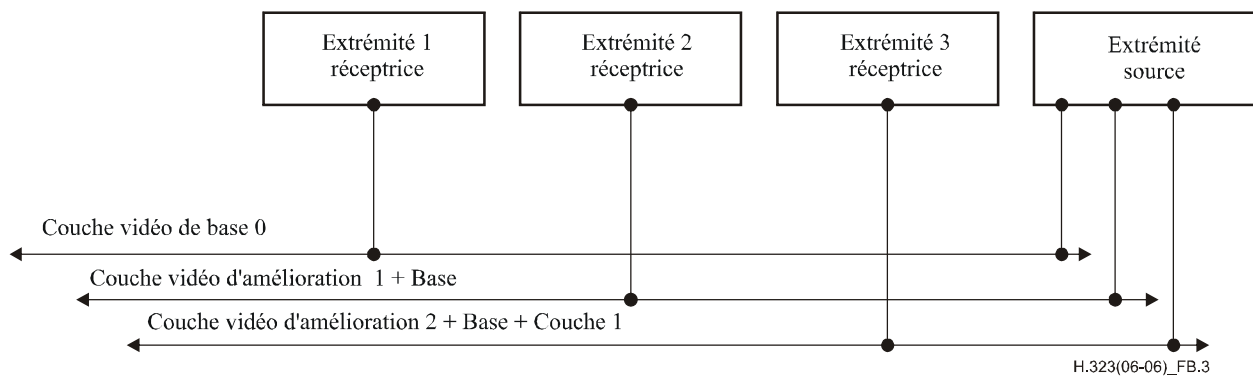 Extrémité 1
réceptrice
Extrémité 2
réceptrice
Extrémité 3
réceptrice
Extrémité
source
Couche vidéo de base 0
Couche vidéo d'amélioration 1 + Base
Couche vidéo d'amélioration 2 + Base + Couche 1
H.323(06-06)_FB.3